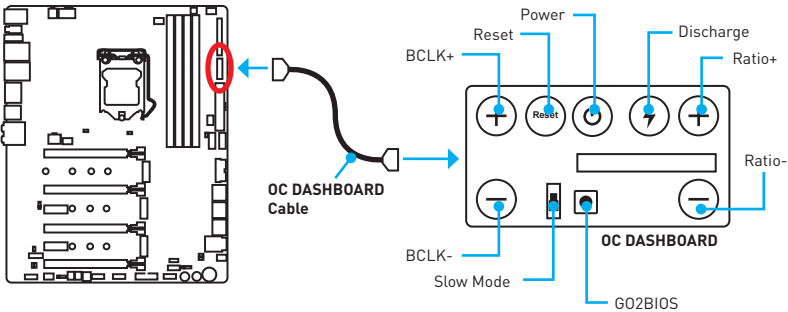 Power
Discharge
Reset
BCLK+
Ratio+
Reset
Ratio-
OC DASHBOARD
Cable
OC DASHBOARD
BCLK-
Slow Mode
GO2BIOS